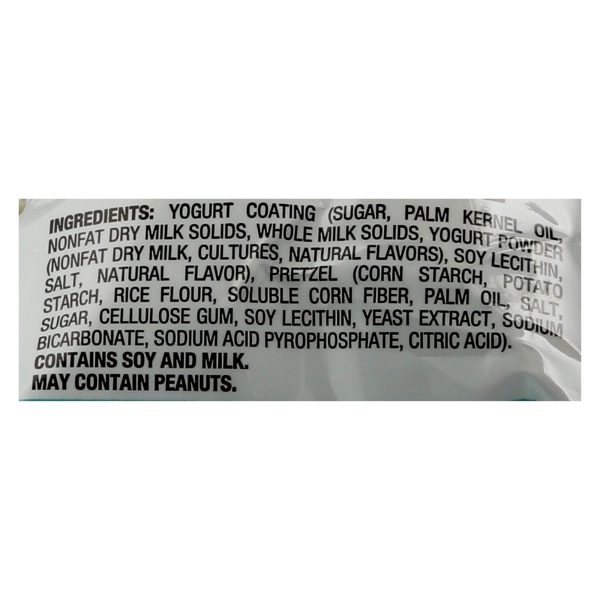 INGREDIENTS: YOGURT COATING (SUGAR, PALM KERNEL OIL,
NONFAT DRY MILK SOLIDS, WHOLE MILK SOLIDS, YOGURT POWDER
(NONFAT DRY MILK, CULTURES, NATURAL FLAVORS), SOY LECITHIN,
SALT, NATURAL FLAVOR), PRETZEL (CORN STARCH, POTATO
STARCH, RICE FLOUR, SOLUBLE CORN FIBER, PALM OIL, SALT,
SUGAR, CELLULOSE GUM, SOY LECITHIN, YEAST EXTRACT, SODIUM
BICARBONATE, SODIUM ACID PYROPHOSPHATE, CITRIC ACID).
CONTAINS SOY AND MILK.
MAY CONTAIN PEANUTS.